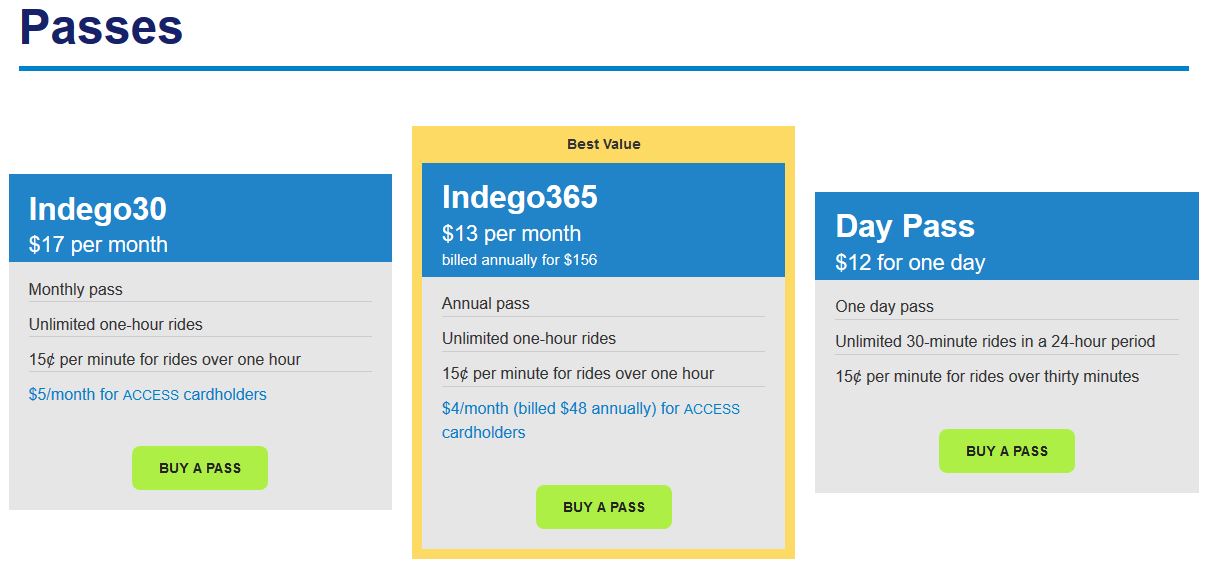 Passes
Indego30
$17 per month
Monthly pass
Unlimited one-hour rides
15¢ per minute for rides over one hour
$5/month for ACCESS cardholders
BUY A PASS
Best Value
Indego365
$13 per month
billed annually for $156
Annual pass
Unlimited one-hour rides
15¢ per minute for rides over one hour
$4/month (billed $48 annually) for ACCESS
cardholders
BUY A PASS
Day Pass
$12 for one day
One day pass
Unlimited 30-minute rides in a 24-hour period
15¢ per minute for rides over thirty minutes
BUY A PASS